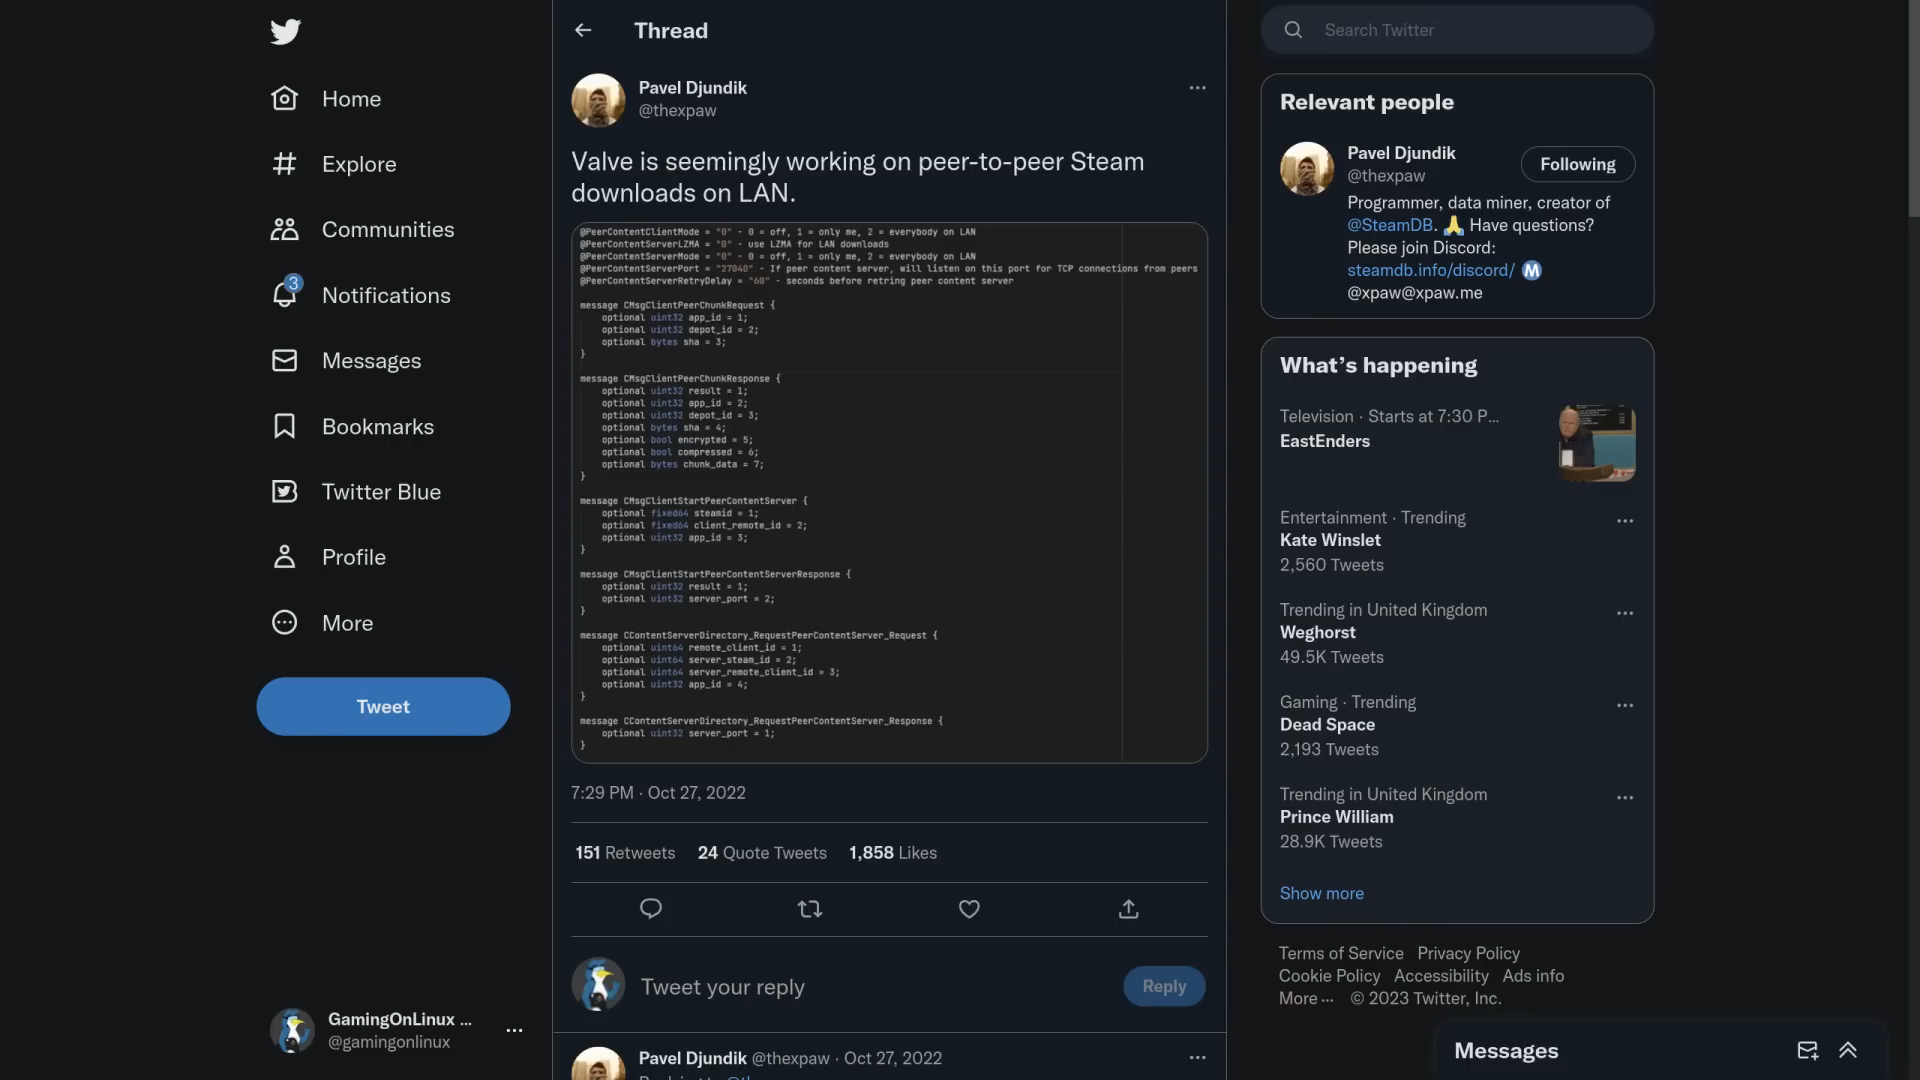 Home
Explore
Communities
3
Notifications
Messages
Bookmarks
Twitter Blue
Profile
More
Tweet
GamingOnLinux ...
@gamingonlinux
Thread
Pavel Djundik
@thexpaw
Valve is seemingly working on peer-to-peer Steam
downloads on LAN.
@PeerContentClientMode = "0" - 0 = off, 1 = only me, 2 = everybody on LAN
@PeerContentServerLZMA = "0" - use LZMA for LAN downloads
@PeerContentServerMode = "0" - 0 = off, 1 = only me, 2 = everybody on LAN
@PeerContentServerPort = "27040" - If peer content server, will listen on this port for TCP connections from peers
@PeerContentServerRetryDelay = "60" - seconds before retring peer content server
message CMsgClientPeerChunkRequest {
optional uint32 app_id = 1;
optional uint32 depot_id = 2;
optional bytes sha = 3;
}
message CMsgClientPeerChunkResponse {
optional uint32 result = 1;
optional uint32 app_id = 2;
optional uint32 depot_id = 3;
optional bytes sha = 4;
optional bool encrypted = 5;
optional bool compressed = 6;
optional bytes chunk_data = 7;
}
message CMsgClientStartPeerContentServer {
optional fixed64 steamid = 1;
optional fixed64 client_remote_id = 2;
optional uint32 app_id = 3;
}
message CMsgClientStartPeerContentServerResponse {
optional uint32 result = 1;
optional uint32 server_port = 2;
}
message CContentServerDirectory_RequestPeerContentServer_Request {
optional uint64 remote_client_id = 1;
optional uint64 server_steam_id = 2;
optional uint64 server_remote_client_id = 3;
optional uint32 app_id = 4;
}
message CContentServerDirectory_RequestPeerContentServer_Response {
optional uint32 server_port = 1;
}
7:29 PM · Oct 27, 2022
151 Retweets 24 Quote Tweets 1,858 Likes
Tweet your reply
Reply
Pavel Djundik @thexpaw · Oct 27, 2022
Search Twitter
Relevant people
Pavel Djundik
@thexpaw
Following
Programmer, data miner, creator of
@SteamDB. 🙏 Have questions?
Please join Discord:
steamdb.info/discord/ Ⓜ️
@xpaw@xpaw.me
What's happening
Television · Starts at 7:30 P...
EastEnders
Entertainment · Trending
Kate Winslet
2,560 Tweets
Trending in United Kingdom
Weghorst
49.5K Tweets
Gaming · Trending
Dead Space
2,193 Tweets
Trending in United Kingdom
Prince William
28.9K Tweets
Show more
Terms of Service Privacy Policy
Cookie Policy Accessibility Ads info
More ··· © 2023 Twitter, Inc.
Messages